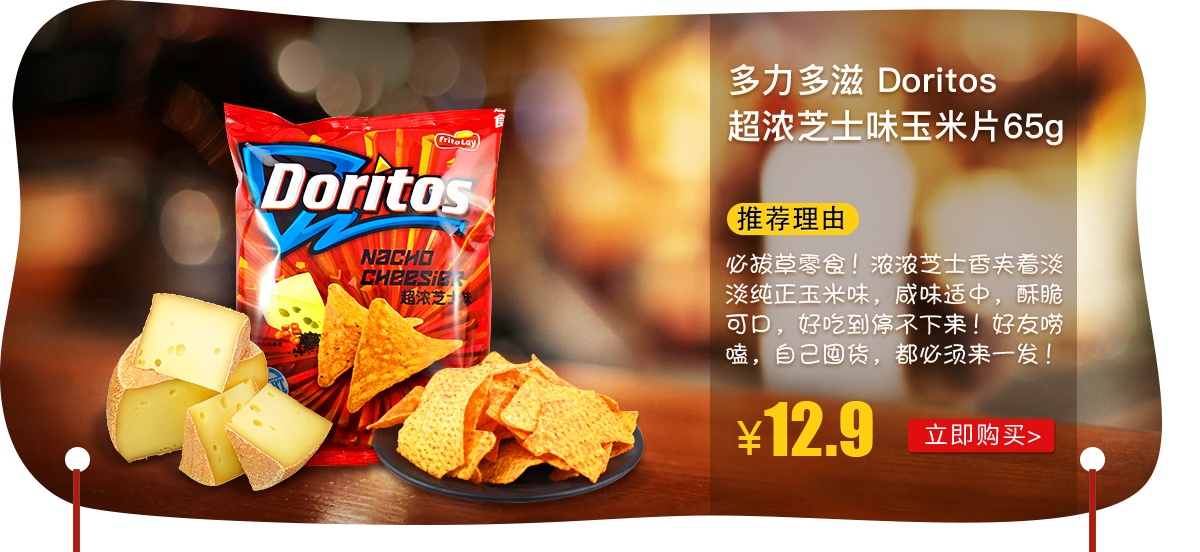 多力多滋 Doritos
超浓芝士味玉米片65g
推荐理由
必拔草零食！浓浓芝士香夹着淡
淡纯正玉米味，咸味适中，酥脆
可口，好吃到停不下来！好友唠
嗑，自己囤货，都必须来一发！
¥12.9
立即购买>
食
fritoLay
Doritos
NACHO
CHEESIER
超浓芝士味